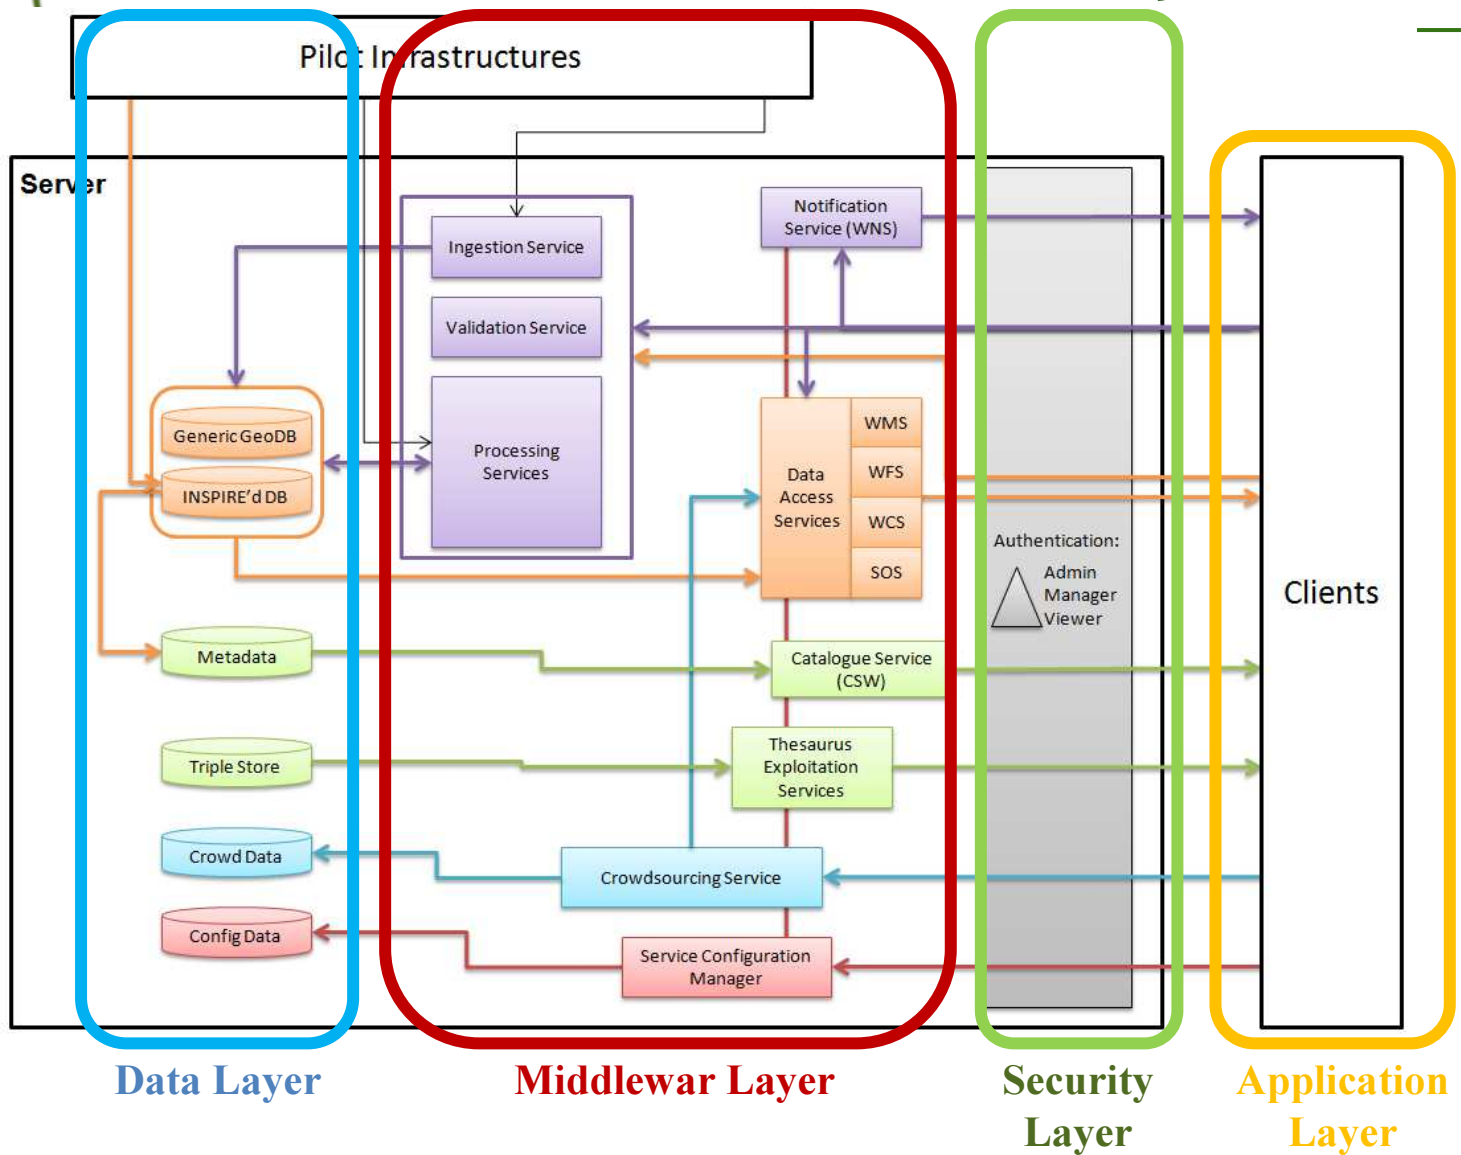 Pilot Infrastructures
Server
Notification
Service (WNS)
Ingestion Service
Validation Service
Processing
Services
Generic GeoDB
INSPIRE'd DB
Data
Access
Services
WMS
WFS
WCS
SOS
Authentication:
Admin
Manager
Viewer
Clients
Metadata
Catalogue Service
(CSW)
Triple Store
Thesaurus
Exploitation
Services
Crowd Data
Crowdsourcing Service
Config Data
Service Configuration
Manager
Data Layer
Middlewar Layer
Security
Layer
Application
Layer